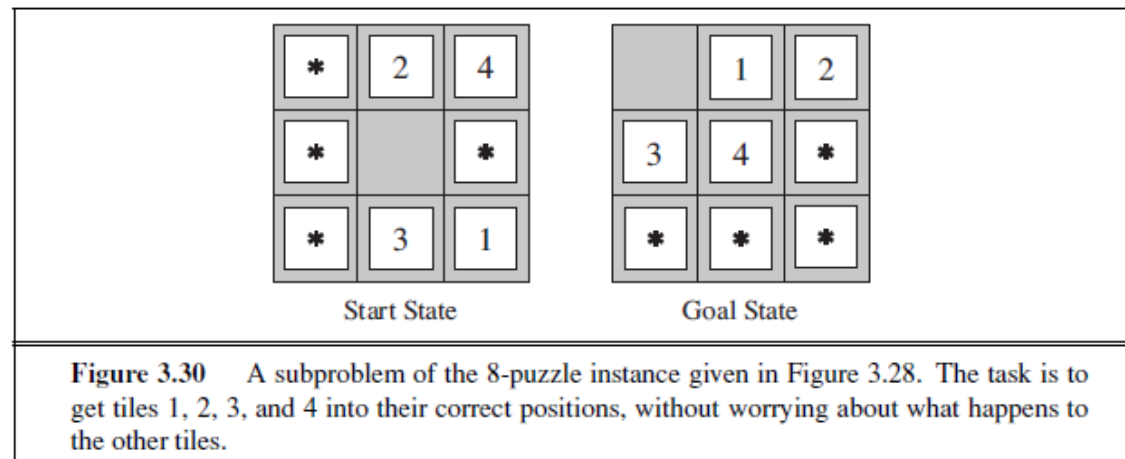 * 2 4 1 2
* * 3 4 *
* 3 1 * * *
Start State Goal State
Figure 3.30 A subproblem of the 8-puzzle instance given in Figure 3.28. The task is to
get tiles 1, 2, 3, and 4 into their correct positions, without worrying about what happens to
the other tiles.